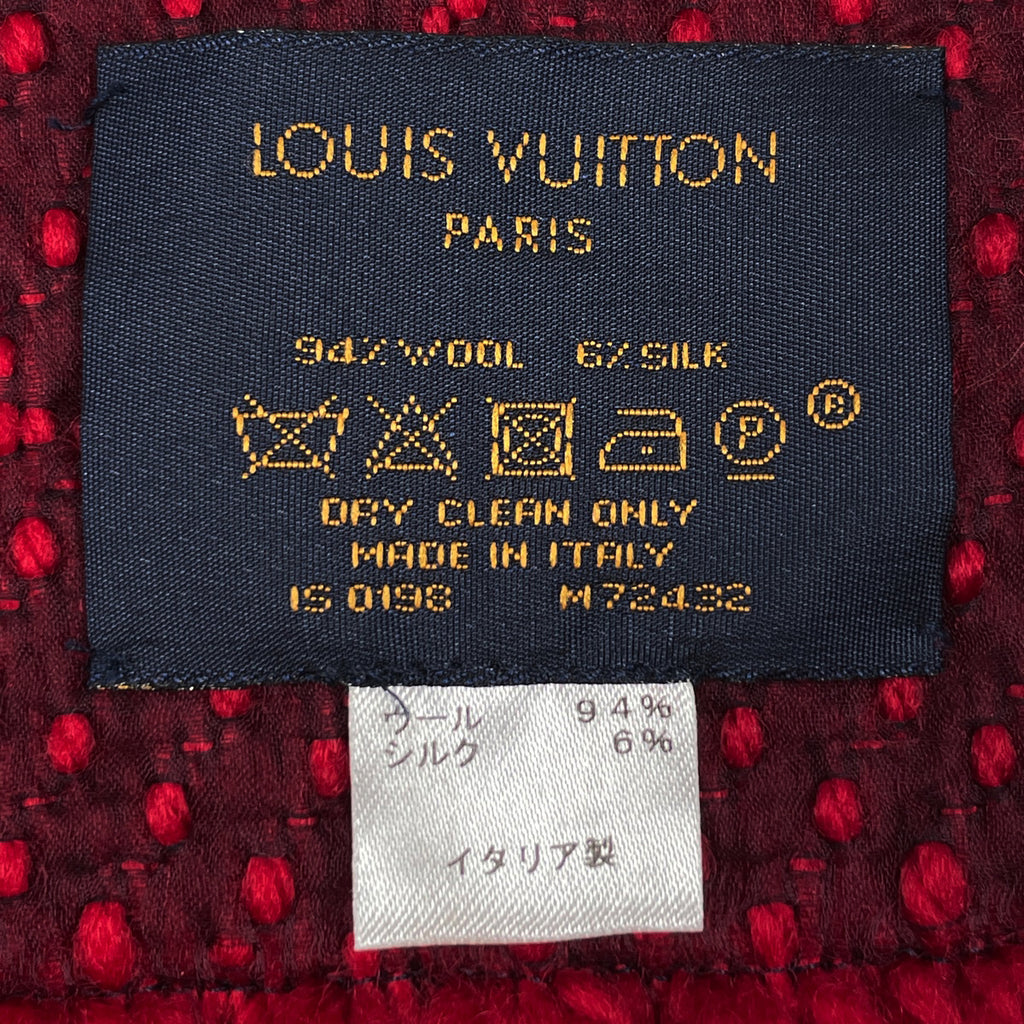 LOUIS VUITTON
PARIS
94% WOOL 6% SILK
P ®
DRY CLEAN ONLY
MADE IN ITALY
IS 0198 M72432
ウール 94%
シルク 6%
イタリア製